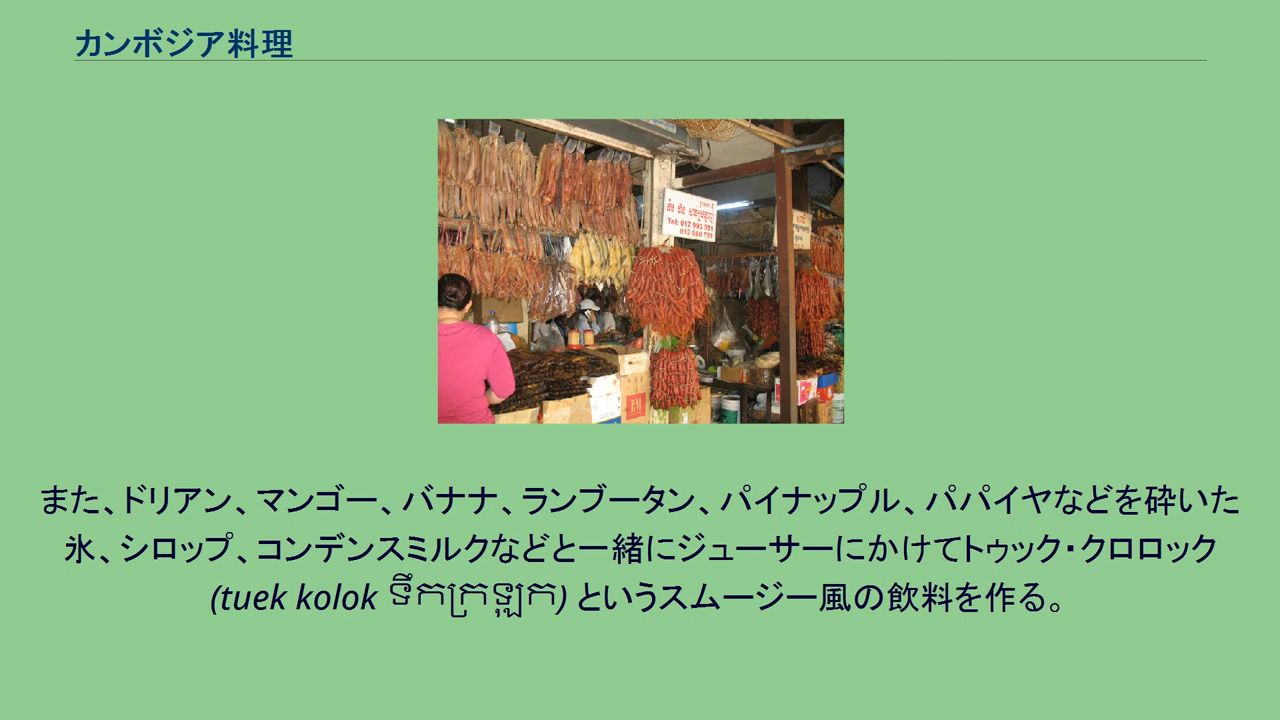 カンボジア料理
Tel: 012
また、ドリアン、マンゴー、バナナ、ランブータン、パイナップル、パパイヤなどを砕いた
氷、シロップ、コンデンスミルクなどと一緒にジューサーにかけてトゥック・クロロック
(tuek kolok ទឹកក្រឡុក) というスムージー風の飲料を作る。